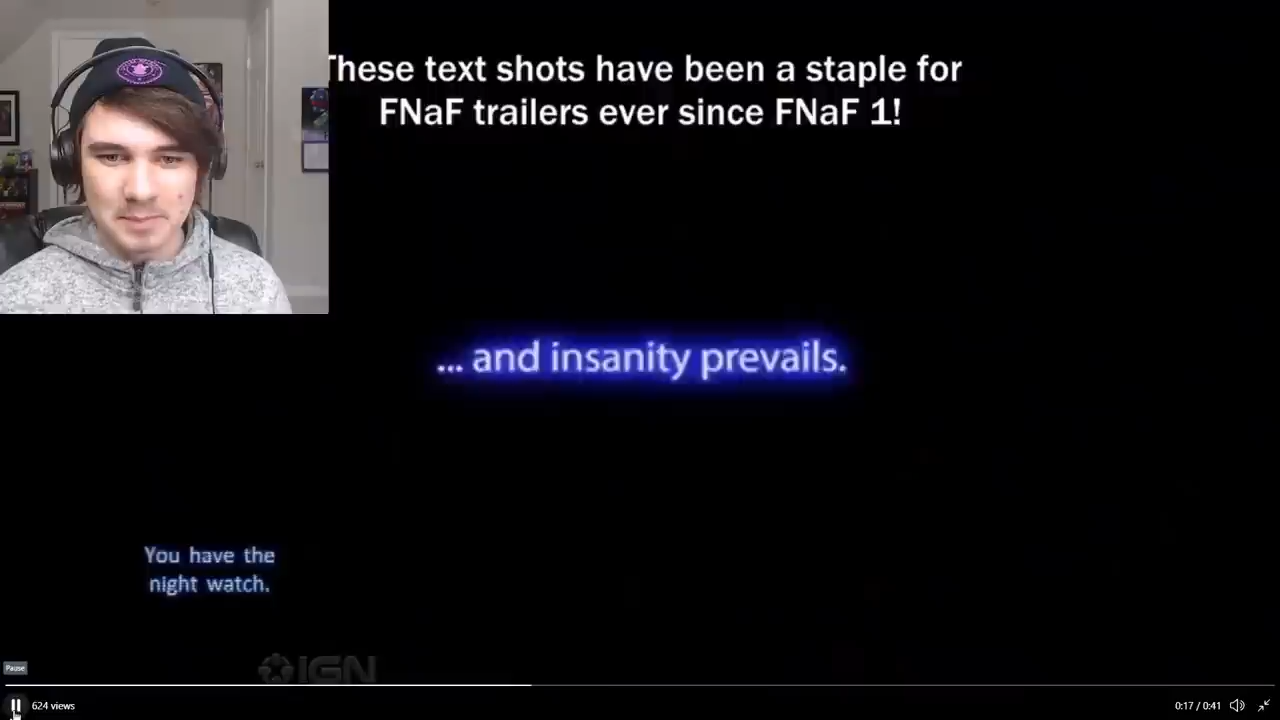 These text shots have been a staple for
FNaF trailers ever since FNaF 1!
... and insanity prevails.
You have the
night watch.
IGN
Pause
624 views
0:17 / 0:41